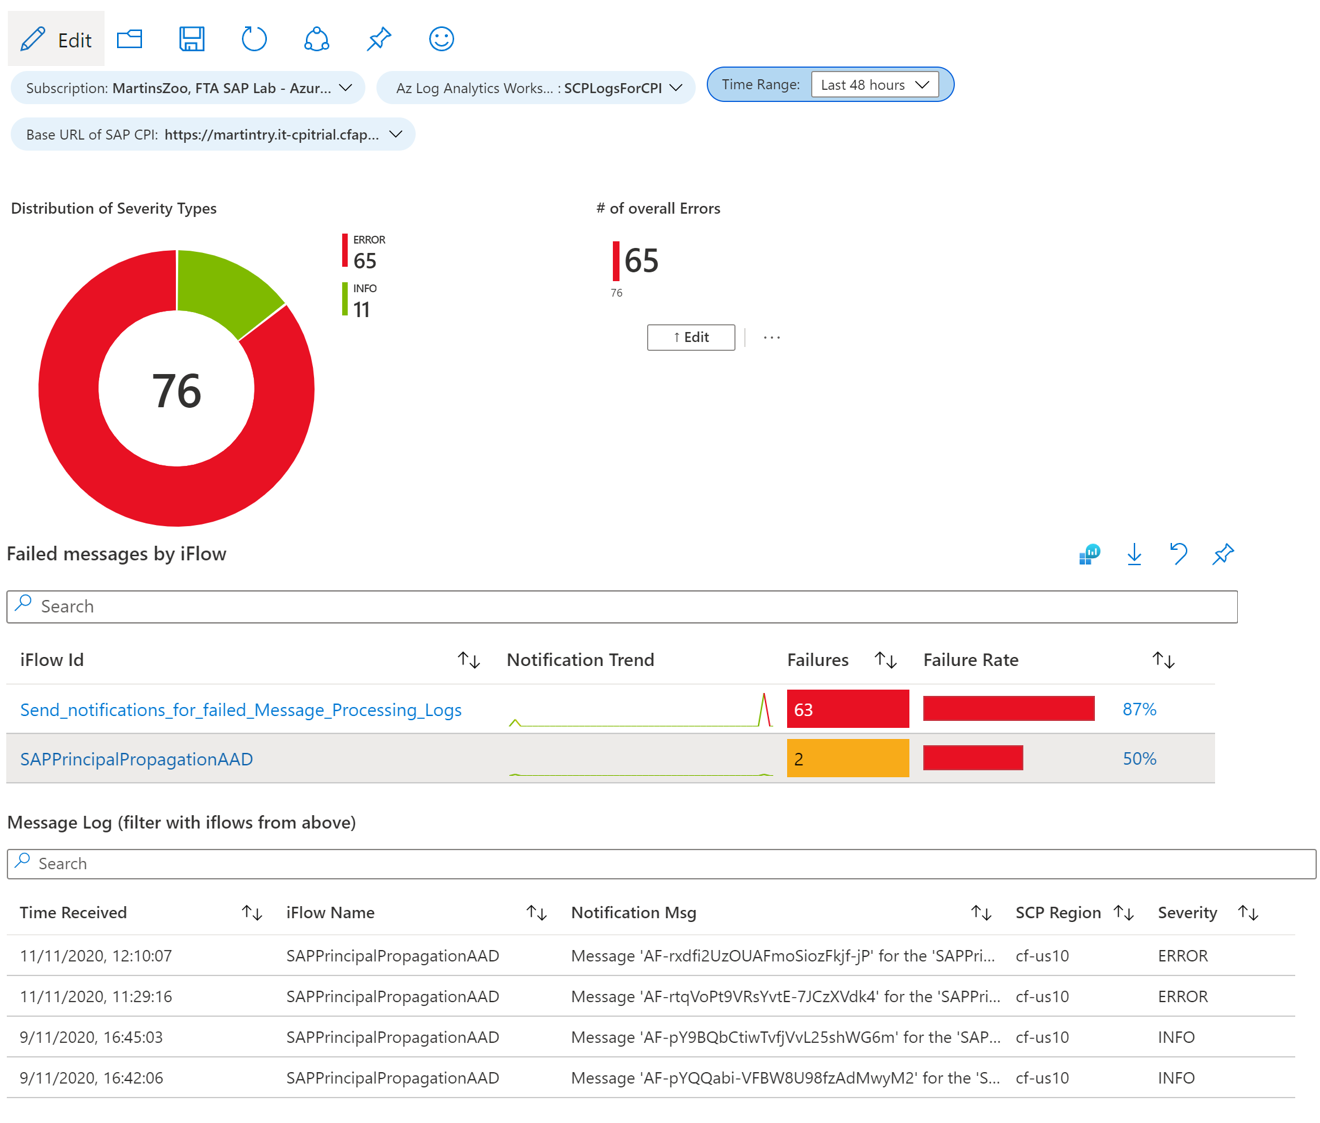 Edit
Subscription: MartinsZoo, FTA SAP Lab - Azur... Az Log Analytics Works... : SCPLogsForCPI Time Range: Last 48 hours
Base URL of SAP CPI: https://martintry.it-cpitrial.cfap...
Distribution of Severity Types
ERROR
65
INFO
11
76
# of overall Errors
65
76
↑ Edit ...
Failed messages by iFlow
Search
iFlow Id Notification Trend Failures Failure Rate
Send_notifications_for_failed_Message_Processing_Logs 63 87%
SAPPrincipalPropagationAAD 2 50%
Message Log (filter with iflows from above)
Search
Time Received iFlow Name Notification Msg SCP Region Severity
11/11/2020, 12:10:07 SAPPrincipalPropagationAAD Message 'AF-rxdfi2UzOUAFmoSiozFkjf-jP' for the 'SAPPri... cf-us10 ERROR
11/11/2020, 11:29:16 SAPPrincipalPropagationAAD Message 'AF-rtqVoPt9VRsYvtE-7JCzXVdk4' for the 'SAPPri... cf-us10 ERROR
9/11/2020, 16:45:03 SAPPrincipalPropagationAAD Message 'AF-pY9BQbCtiwTvfjVvL25shWG6m' for the 'SAP... cf-us10 INFO
9/11/2020, 16:42:06 SAPPrincipalPropagationAAD Message 'AF-pYQQabi-VFBW8U98fzAdMwyM2' for the 'S... cf-us10 INFO